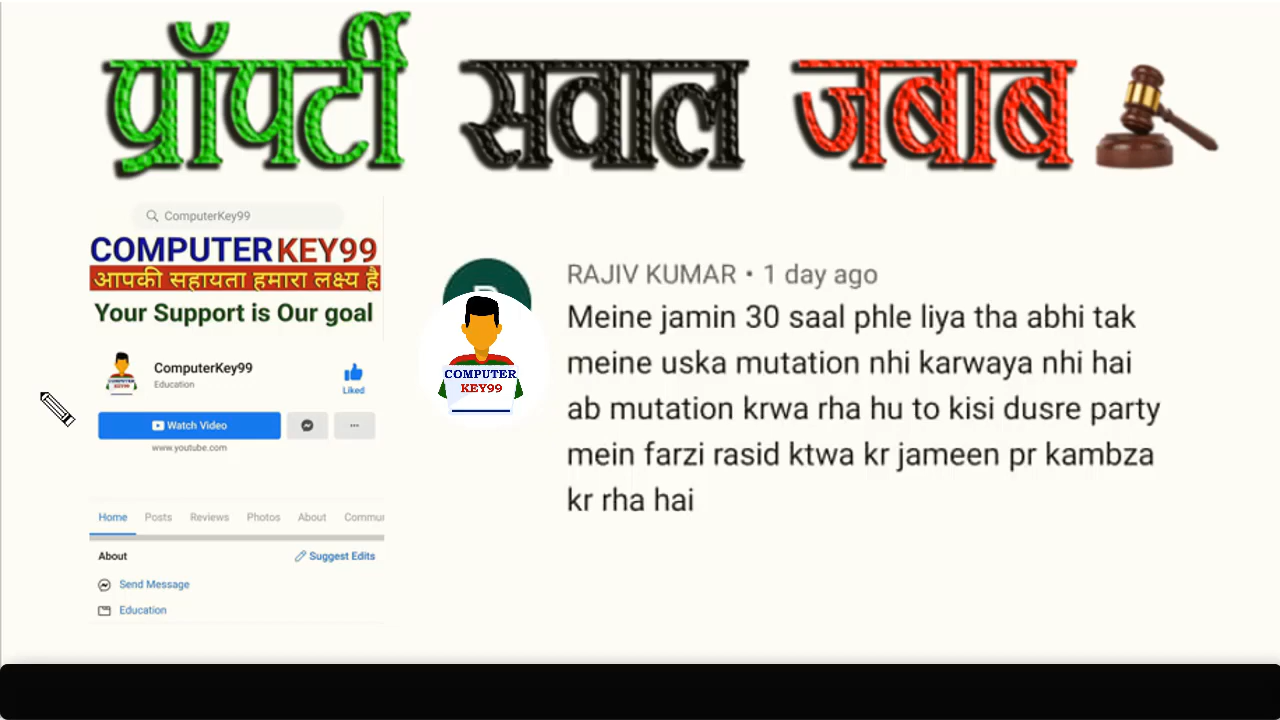 प्रॉपर्टी सवाल जबाब
ComputerKey99
COMPUTER KEY99
आपकी सहायता हमारा लक्ष्य है
Your Support is Our goal
ComputerKey99
Education
Liked
Watch Video
www.youtube.com
Home Posts Reviews Photos About Commun
About Suggest Edits
Send Message
Education
COMPUTER
KEY99
RAJIV KUMAR • 1 day ago
Meine jamin 30 saal phle liya tha abhi tak
meine uska mutation nhi karwaya nhi hai
ab mutation krwa rha hu to kisi dusre party
mein farzi rasid ktwa kr jameen pr kambza
kr rha hai